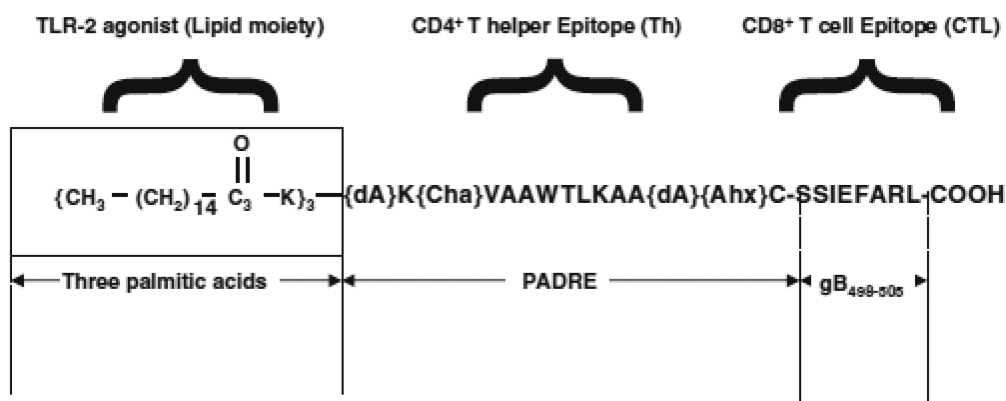 TLR-2 agonist (Lipid moiety) CD4+ T helper Epitope (Th) CD8+ T cell Epitope (CTL)
O
{CH3 — (CH2)14 — C3 —K}3—{dA}K{Cha}VAAWTLKAA{dA}{Ahx}C-SSIEFARL-COOH
Three palmitic acids PADRE gB498-505